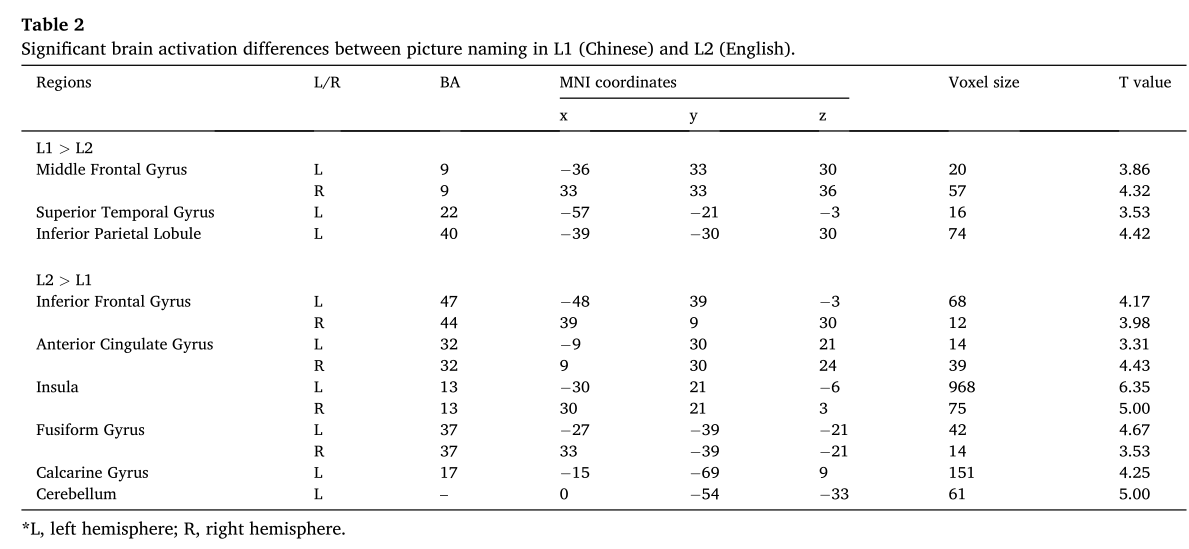 Table 2
Significant brain activation differences between picture naming in L1 (Chinese) and L2 (English).
Regions L/R BA MNI coordinates Voxel size T value
x y z
L1 > L2
Middle Frontal Gyrus L 9 −36 33 30 20 3.86
R 9 33 33 36 57 4.32
Superior Temporal Gyrus L 22 −57 −21 −3 16 3.53
Inferior Parietal Lobule L 40 −39 −30 30 74 4.42
L2 > L1
Inferior Frontal Gyrus L 47 −48 39 −3 68 4.17
R 44 39 9 30 12 3.98
Anterior Cingulate Gyrus L 32 −9 30 21 14 3.31
R 32 9 30 24 39 4.43
Insula L 13 −30 21 −6 968 6.35
R 13 30 21 3 75 5.00
Fusiform Gyrus L 37 −27 −39 −21 42 4.67
R 37 33 −39 −21 14 3.53
Calcarine Gyrus L 17 −15 −69 9 151 4.25
Cerebellum L – 0 −54 −33 61 5.00
*L, left hemisphere; R, right hemisphere.